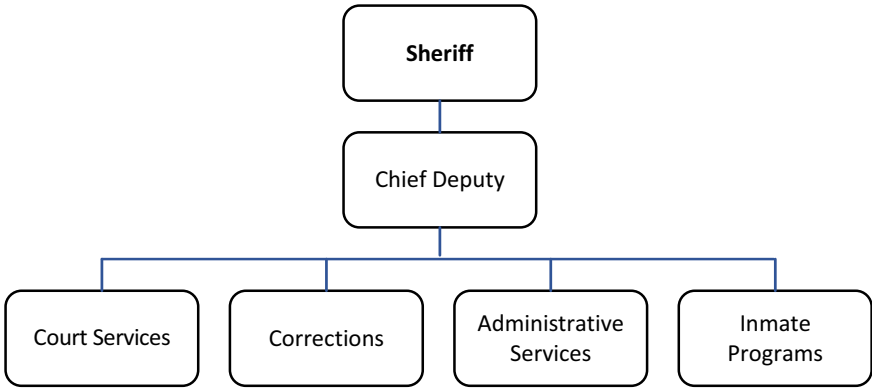 Sheriff
Chief Deputy
Court Services
Corrections
Administrative
Services
Inmate
Programs